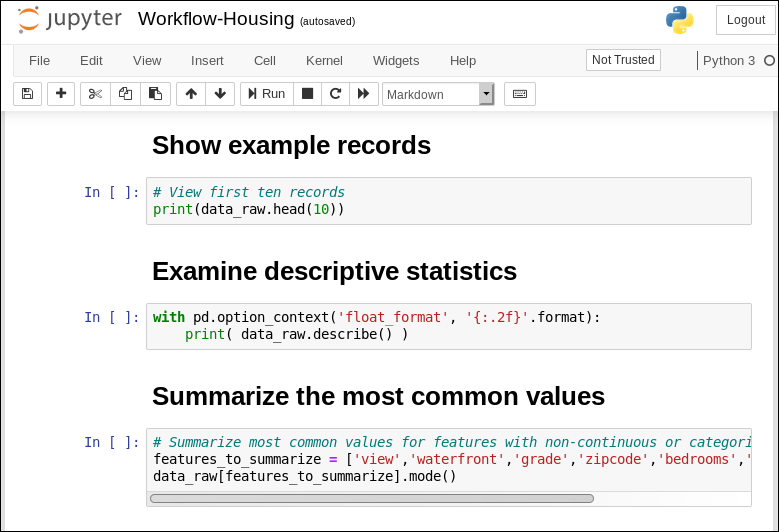 jupyter Workflow-Housing (autosaved) Logout
File Edit View Insert Cell Kernel Widgets Help Not Trusted Python 3
Run Markdown
Show example records
In [ ]: # View first ten records
print(data_raw.head(10))
Examine descriptive statistics
In [ ]: with pd.option_context('float_format', '{:.2f}'.format):
print( data_raw.describe() )
Summarize the most common values
In [ ]: # Summarize most common values for features with non-continuous or categori
features_to_summarize = ['view','waterfront','grade','zipcode','bedrooms','
data_raw[features_to_summarize].mode()